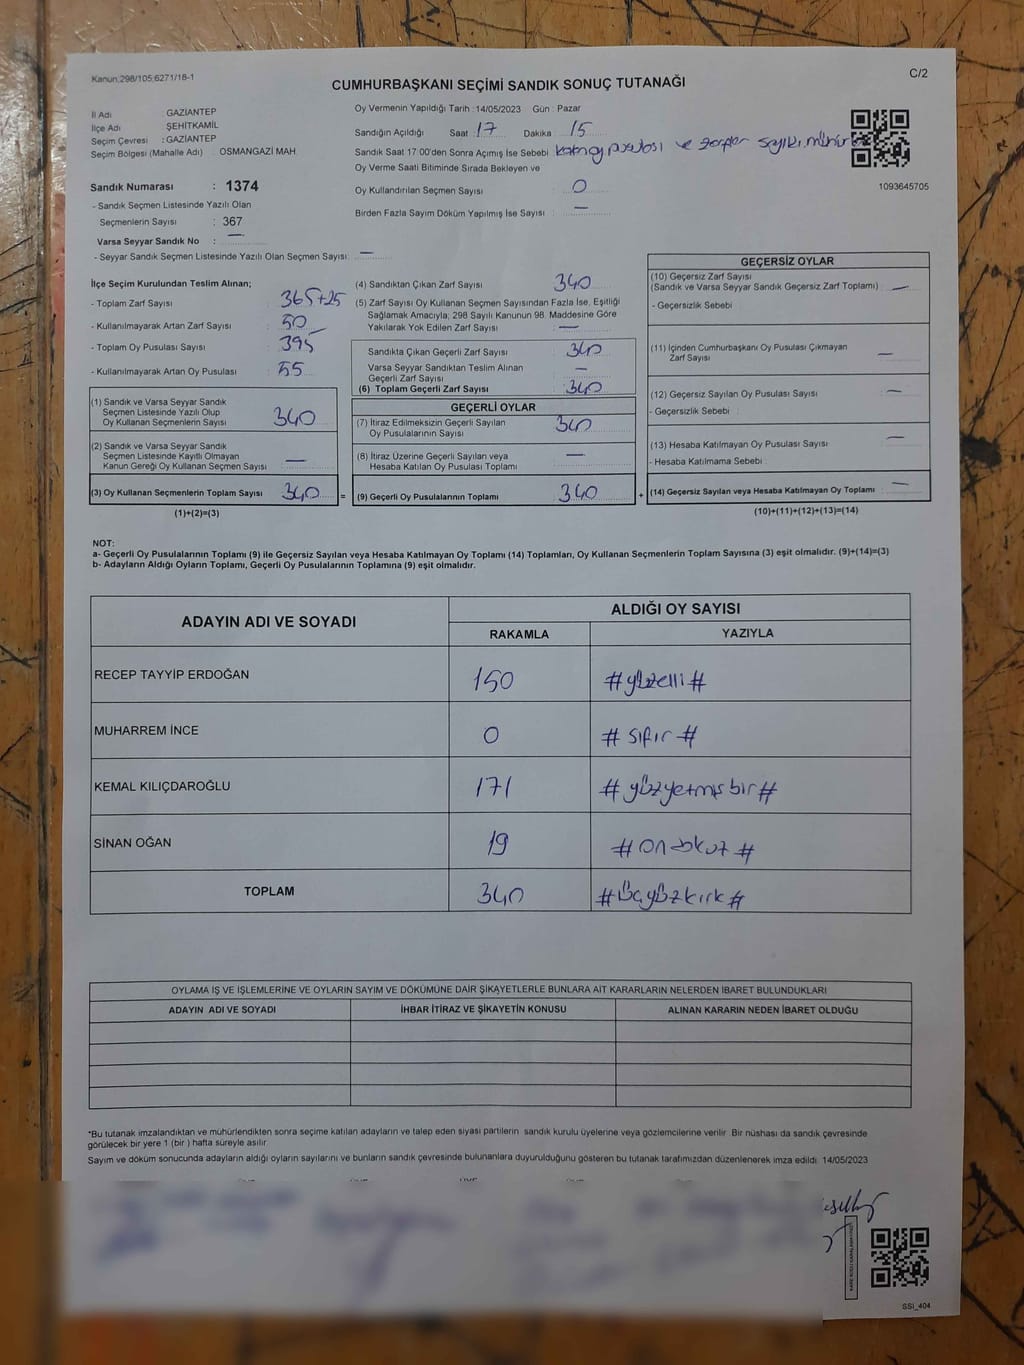 Kanun:298/105;6271/18-1
C/2
CUMHURBAŞKANI SEÇİMİ SANDIK SONUÇ TUTANAĞI
İl Adı GAZİANTEP
İlçe Adı ŞEHİTKAMİL
Seçim Çevresi : GAZİANTEP
Seçim Bölgesi (Mahalle Adı) : OSMANGAZİ MAH.
Oy Vermenin Yapıldığı Tarih : 14/05/2023 Gün : Pazar
Sandığın Açıldığı Saat : 17 Dakika : 15
Sandık Saat 17:00'den Sonra Açımış İse Sebebi pusulası ve zarflar sayıldı,
Oy Verme Saati Bitiminde Sırada Bekleyen ve
Oy Kullandırılan Seçmen Sayısı : 0
Birden Fazla Sayım Döküm Yapılmış İse Sayısı : —
1093645705
Sandık Numarası : 1374
- Sandık Seçmen Listesinde Yazılı Olan
Seçmenlerin Sayısı : 367
Varsa Seyyar Sandık No : —
- Seyyar Sandık Seçmen Listesinde Yazılı Olan Seçmen Sayısı: —
İlçe Seçim Kurulundan Teslim Alınan;
- Toplam Zarf Sayısı : 365+25
- Kullanılmayarak Artan Zarf Sayısı : 50
- Toplam Oy Pusulası Sayısı : 395
- Kullanılmayarak Artan Oy Pusulası : 55
(1) Sandık ve Varsa Seyyar Sandık
Seçmen Listesinde Yazılı Olup
Oy Kullanan Seçmenlerin Sayısı : 340
(2) Sandık ve Varsa Seyyar Sandık
Seçmen Listesinde Kayıtlı Olmayan
Kanun Gereği Oy Kullanan Seçmen Sayısı : —
(3) Oy Kullanan Seçmenlerin Toplam Sayısı : 340 =
(1)+(2)=(3)
(4) Sandıktan Çıkan Zarf Sayısı : 340
(5) Zarf Sayısı Oy Kullanan Seçmen Sayısından Fazla İse, Eşitliği
Sağlamak Amacıyla; 298 Sayılı Kanunun 98. Maddesine Göre
Yakılarak Yok Edilen Zarf Sayısı : —
Sandıkta Çıkan Geçerli Zarf Sayısı : 340
Varsa Seyyar Sandıktan Teslim Alınan
Geçerli Zarf Sayısı : —
(6) Toplam Geçerli Zarf Sayısı : 340
GEÇERLİ OYLAR
(7) İtiraz Edilmeksizin Geçerli Sayılan
Oy Pusulalarının Sayısı : 340
(8) İtiraz Üzerine Geçerli Sayılan veya
Hesaba Katılan Oy Pusulası Toplamı : —
(9) Geçerli Oy Pusulalarının Toplamı : 340 +
GEÇERSİZ OYLAR
(10) Geçersiz Zarf Sayısı
(Sandık ve Varsa Seyyar Sandık Geçersiz Zarf Toplamı) : —
- Geçersizlik Sebebi :
(11) İçinden Cumhurbaşkanı Oy Pusulası Çıkmayan
Zarf Sayısı : —
(12) Geçersiz Sayılan Oy Pusulası Sayısı : —
- Geçersizlik Sebebi :
(13) Hesaba Katılmayan Oy Pusulası Sayısı : —
- Hesaba Katılmama Sebebi :
(14) Geçersiz Sayılan veya Hesaba Katılmayan Oy Toplamı : —
(10)+(11)+(12)+(13)=(14)
NOT:
a- Geçerli Oy Pusulalarının Toplamı (9) ile Geçersiz Sayılan veya Hesaba Katılmayan Oy Toplamı (14) Toplamları, Oy Kullanan Seçmenlerin Toplam Sayısına (3) eşit olmalıdır. (9)+(14)=(3)
b- Adayların Aldığı Oyların Toplamı, Geçerli Oy Pusulalarının Toplamına (9) eşit olmalıdır.
ADAYIN ADI VE SOYADI ALDIĞI OY SAYISI
RAKAMLA YAZIYLA
RECEP TAYYİP ERDOĞAN 150 #yüzelli#
MUHARREM İNCE 0 # sıfır #
KEMAL KILIÇDAROĞLU 171 #yüzyetmişbir#
SİNAN OĞAN 19 #ondokuz #
TOPLAM 340 #üçyüzkırk#
OYLAMA İŞ VE İŞLEMLERİNE VE OYLARIN SAYIM VE DÖKÜMÜNE DAİR ŞİKAYETLERLE BUNLARA AİT KARARLARIN NELERDEN İBARET BULUNDUKLARI
ADAYIN ADI VE SOYADI İHBAR İTİRAZ VE ŞİKAYETİN KONUSU ALINAN KARARIN NEDEN İBARET OLDUĞU
*Bu tutanak imzalandıktan ve mühürlendikten sonra seçime katılan adayların ve talep eden siyasi partilerin sandık kurulu üyelerine veya gözlemcilerine verilir. Bir nüshası da sandık çevresinde
görülecek bir yere 1 (bir ) hafta süreyle asılır.
Sayım ve döküm sonucunda adayların aldığı oyların sayılarını ve bunların sandık çevresinde bulunanlara duyurulduğunu gösteren bu tutanak tarafımızdan düzenlenerek imza edildi. 14/05/2023
SSI_404